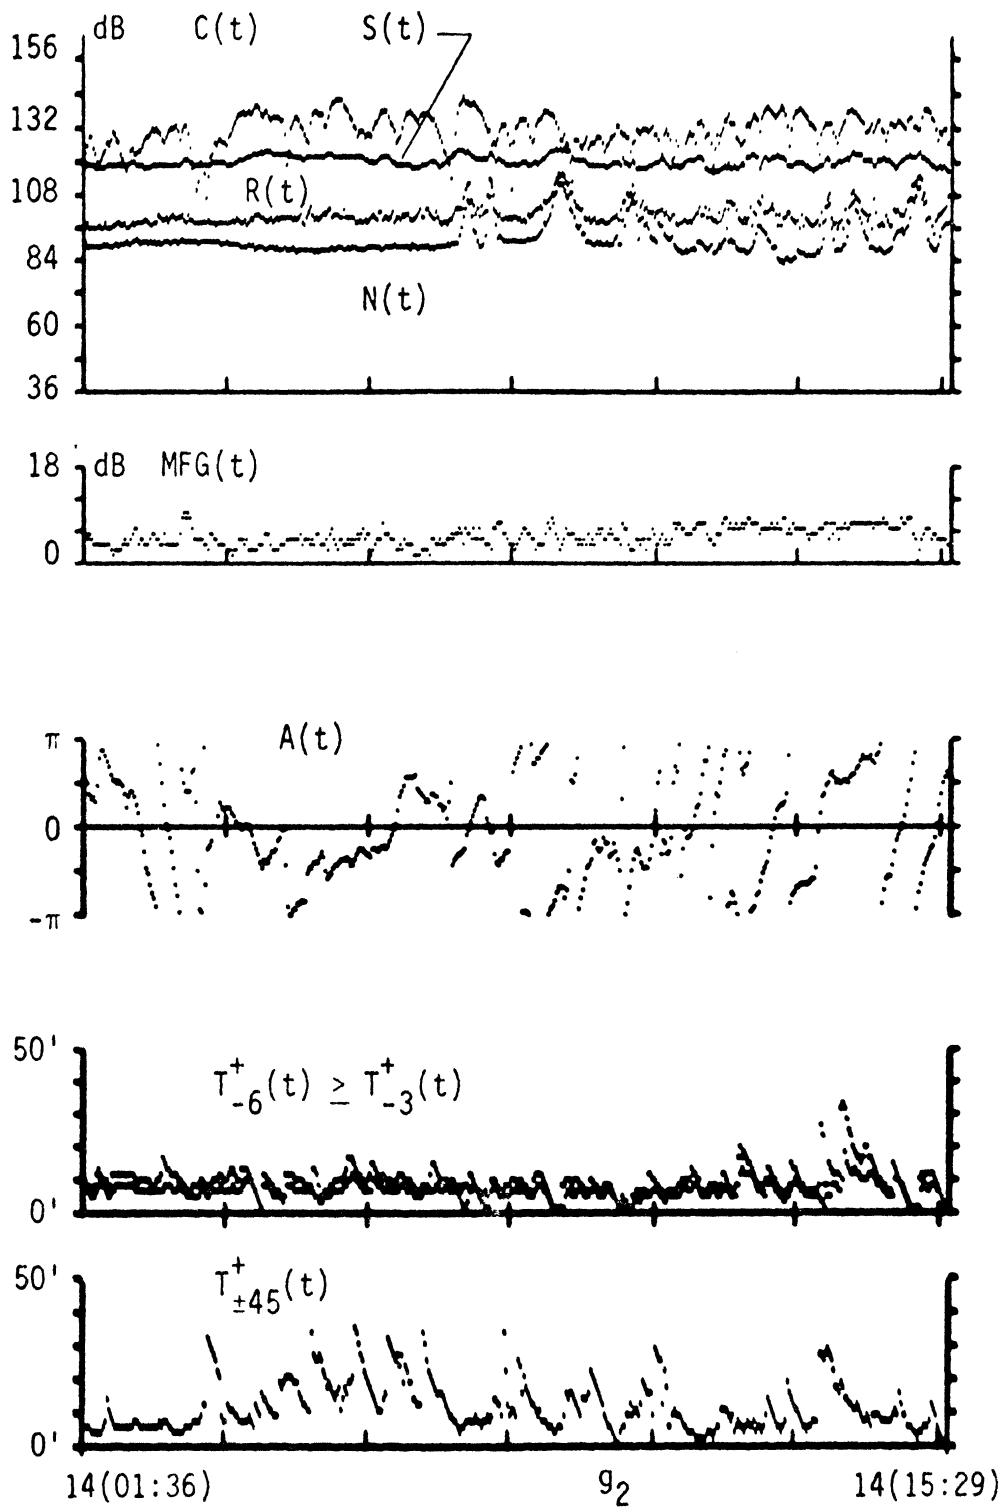 dB C(t) S(t)
156
132
108
R(t)
84
N(t)
60
36
18 dB MFG(t)
0
π A(t)
0
-π
50'
T⁺₋₆(t) ≥ T⁺₋₃(t)
0'
50'
T⁺±45(t)
0'
14(01:36) g₂ 14(15:29)